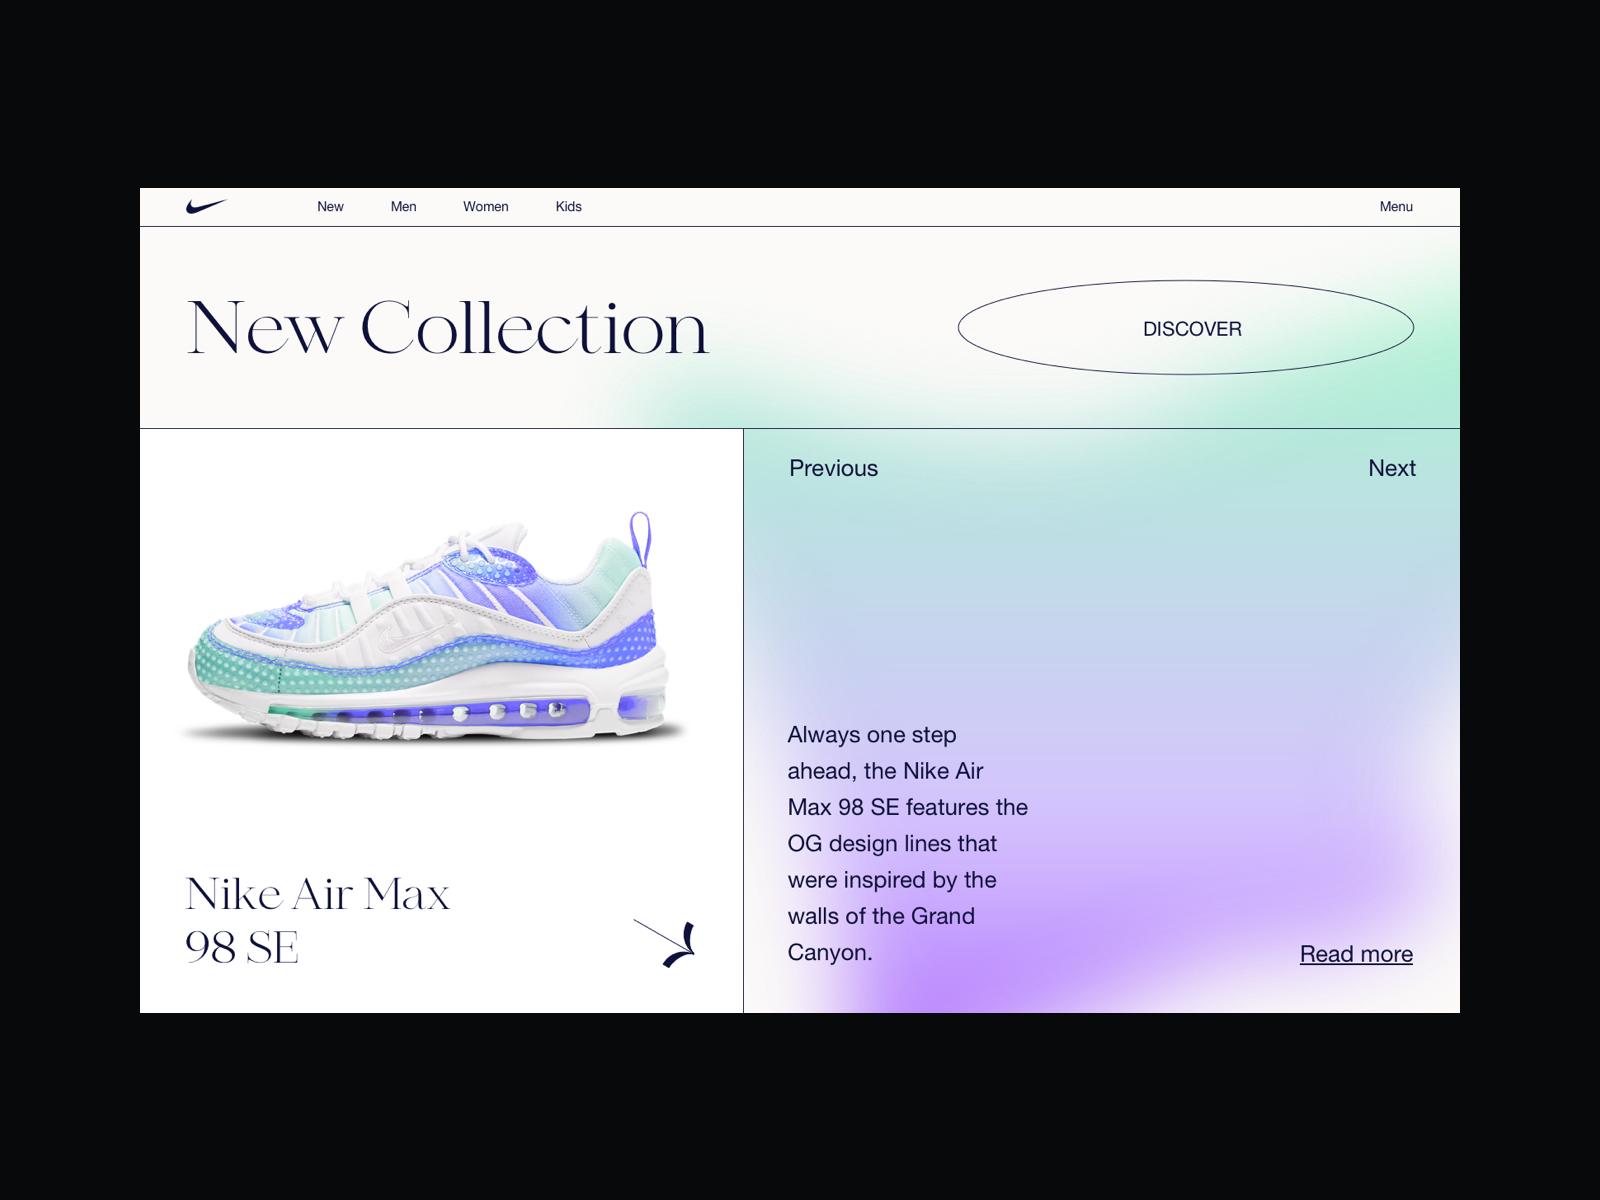 New Men Women Kids Menu
New Collection
DISCOVER
Previous Next
Always one step
ahead, the Nike Air
Max 98 SE features the
OG design lines that
were inspired by the
walls of the Grand
Canyon.
Read more
Nike Air Max
98 SE